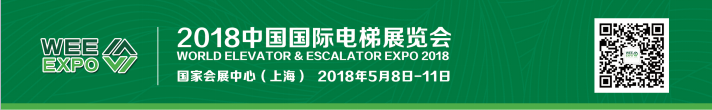 WEE
EXPO
2018中国国际电梯展览会
WORLD ELEVATOR & ESCALATOR EXPO 2018
国家会展中心（上海） 2018年5月8日-11日